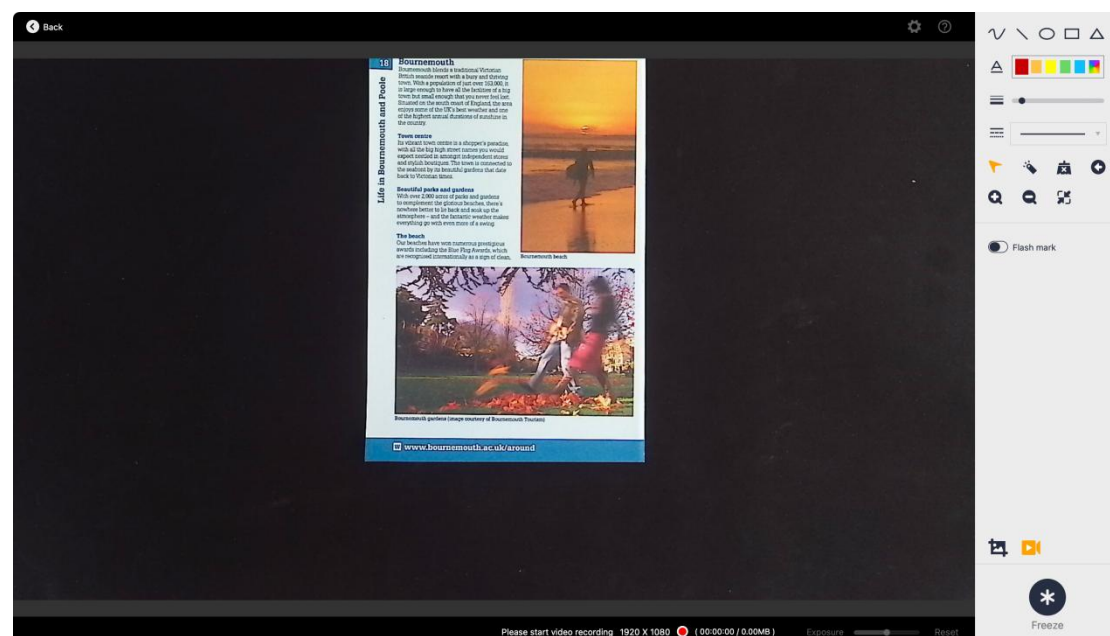 Back
18
Bournemouth
Bournemouth blends a traditional Victorian
British seaside resort with a busy and thriving
town. With a population of just over 163,000, it
is large enough to have all the facilities of a big
town but small enough that you never feel lost.
Situated on the south coast of England, the area
enjoys some of the UK's best weather and one
of the highest annual durations of sunshine in
the country.
Town centre
Its vibrant town centre is a shopper's paradise,
with all the big high street names you would
expect nestled in amongst independent stores
and stylish boutiques. The town is connected to
the seafront by its beautiful gardens that date
back to Victorian times.
Beautiful parks and gardens
With over 2,000 acres of parks and gardens
to complement the glorious beaches, there's
nowhere better to lie back and soak up the
atmosphere – and the fantastic weather makes
everything go with even more of a swing.
The beach
Our beaches have won numerous prestigious
awards including the Blue Flag Awards, which
are recognised internationally as a sign of clean,
Life in Bournemouth and Poole
Bournemouth beach
Bournemouth gardens (image courtesy of Bournemouth Tourism)
www.bournemouth.ac.uk/around
Flash mark
Freeze
Please start video recording 1920 X 1080 ( 00:00:00 / 0.00MB ) Exposure Reset